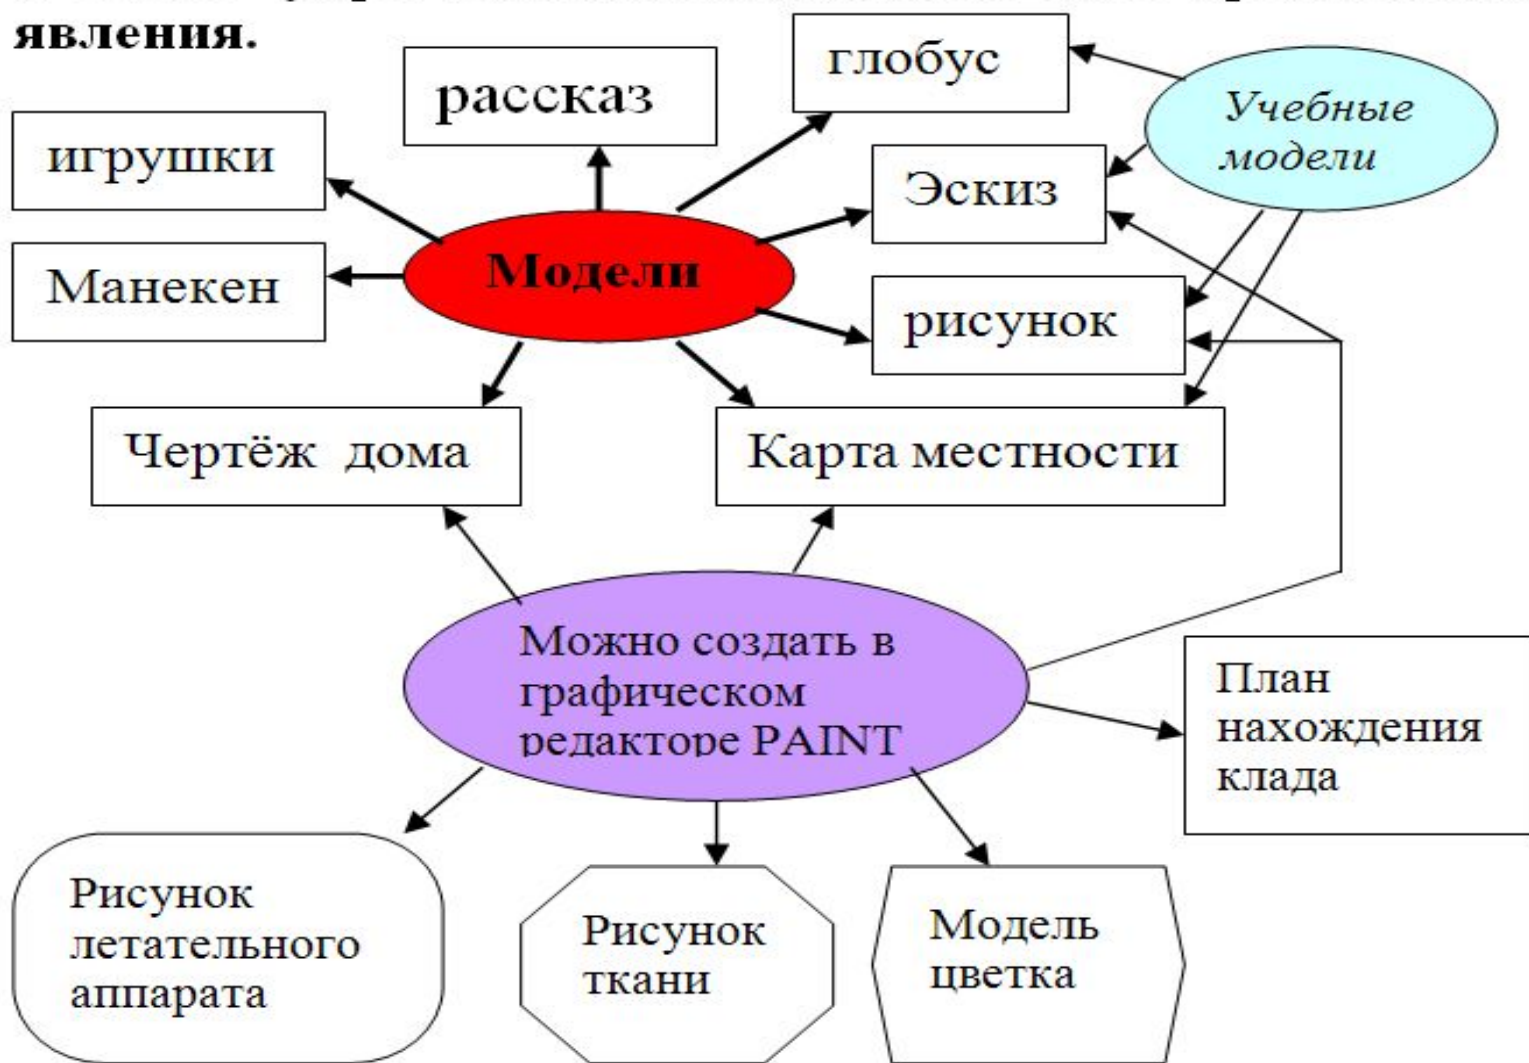 явления.
рассказ
глобус
Учебные
модели
игрушки
Эскиз
Манекен
Модели
рисунок
Чертёж дома
Карта местности
Можно создать в
графическом
редакторе PAINT
План
нахождения
клада
Рисунок
летательного
аппарата
Рисунок
ткани
Модель
цветка